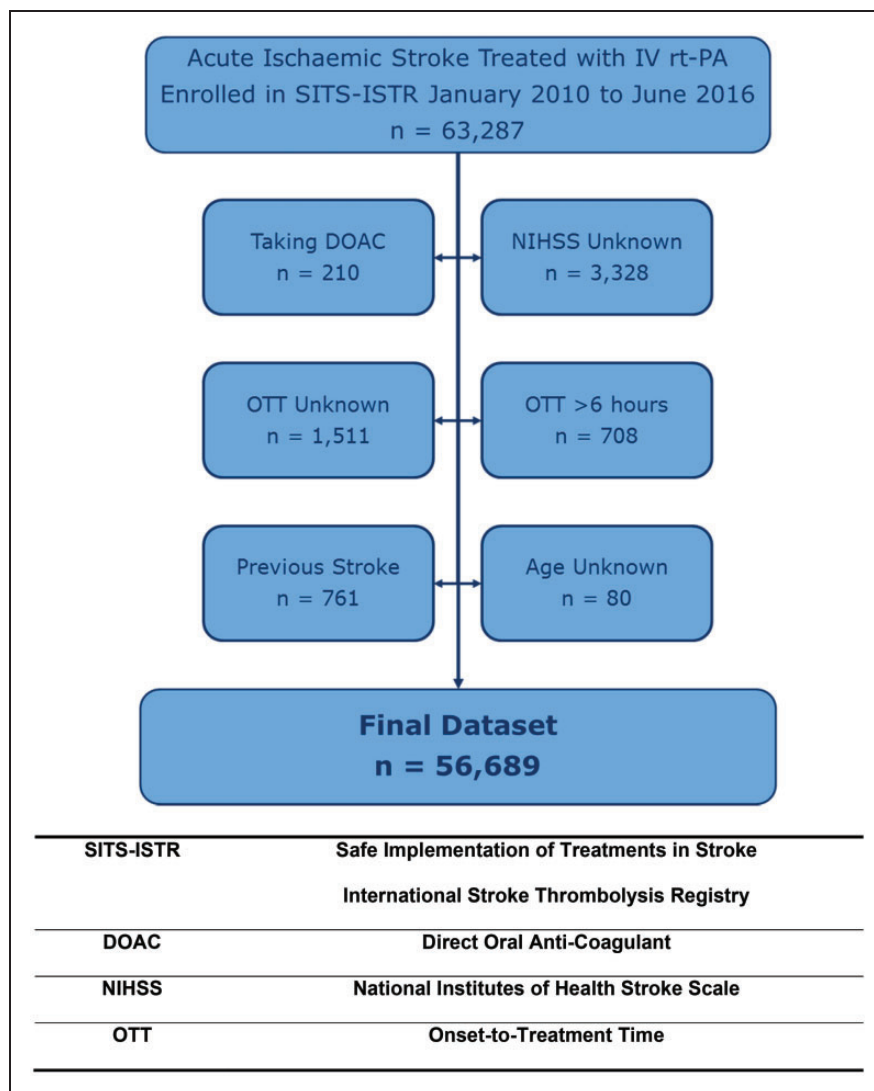 Acute Ischaemic Stroke Treated with IV rt-PA
Enrolled in SITS-ISTR January 2010 to June 2016
n = 63,287
Taking DOAC
n = 210
NIHSS Unknown
n = 3,328
OTT Unknown
n = 1,511
OTT >6 hours
n = 708
Previous Stroke
n = 761
Age Unknown
n = 80
Final Dataset
n = 56,689
SITS-ISTR Safe Implementation of Treatments in Stroke
International Stroke Thrombolysis Registry
DOAC Direct Oral Anti-Coagulant
NIHSS National Institutes of Health Stroke Scale
OTT Onset-to-Treatment Time